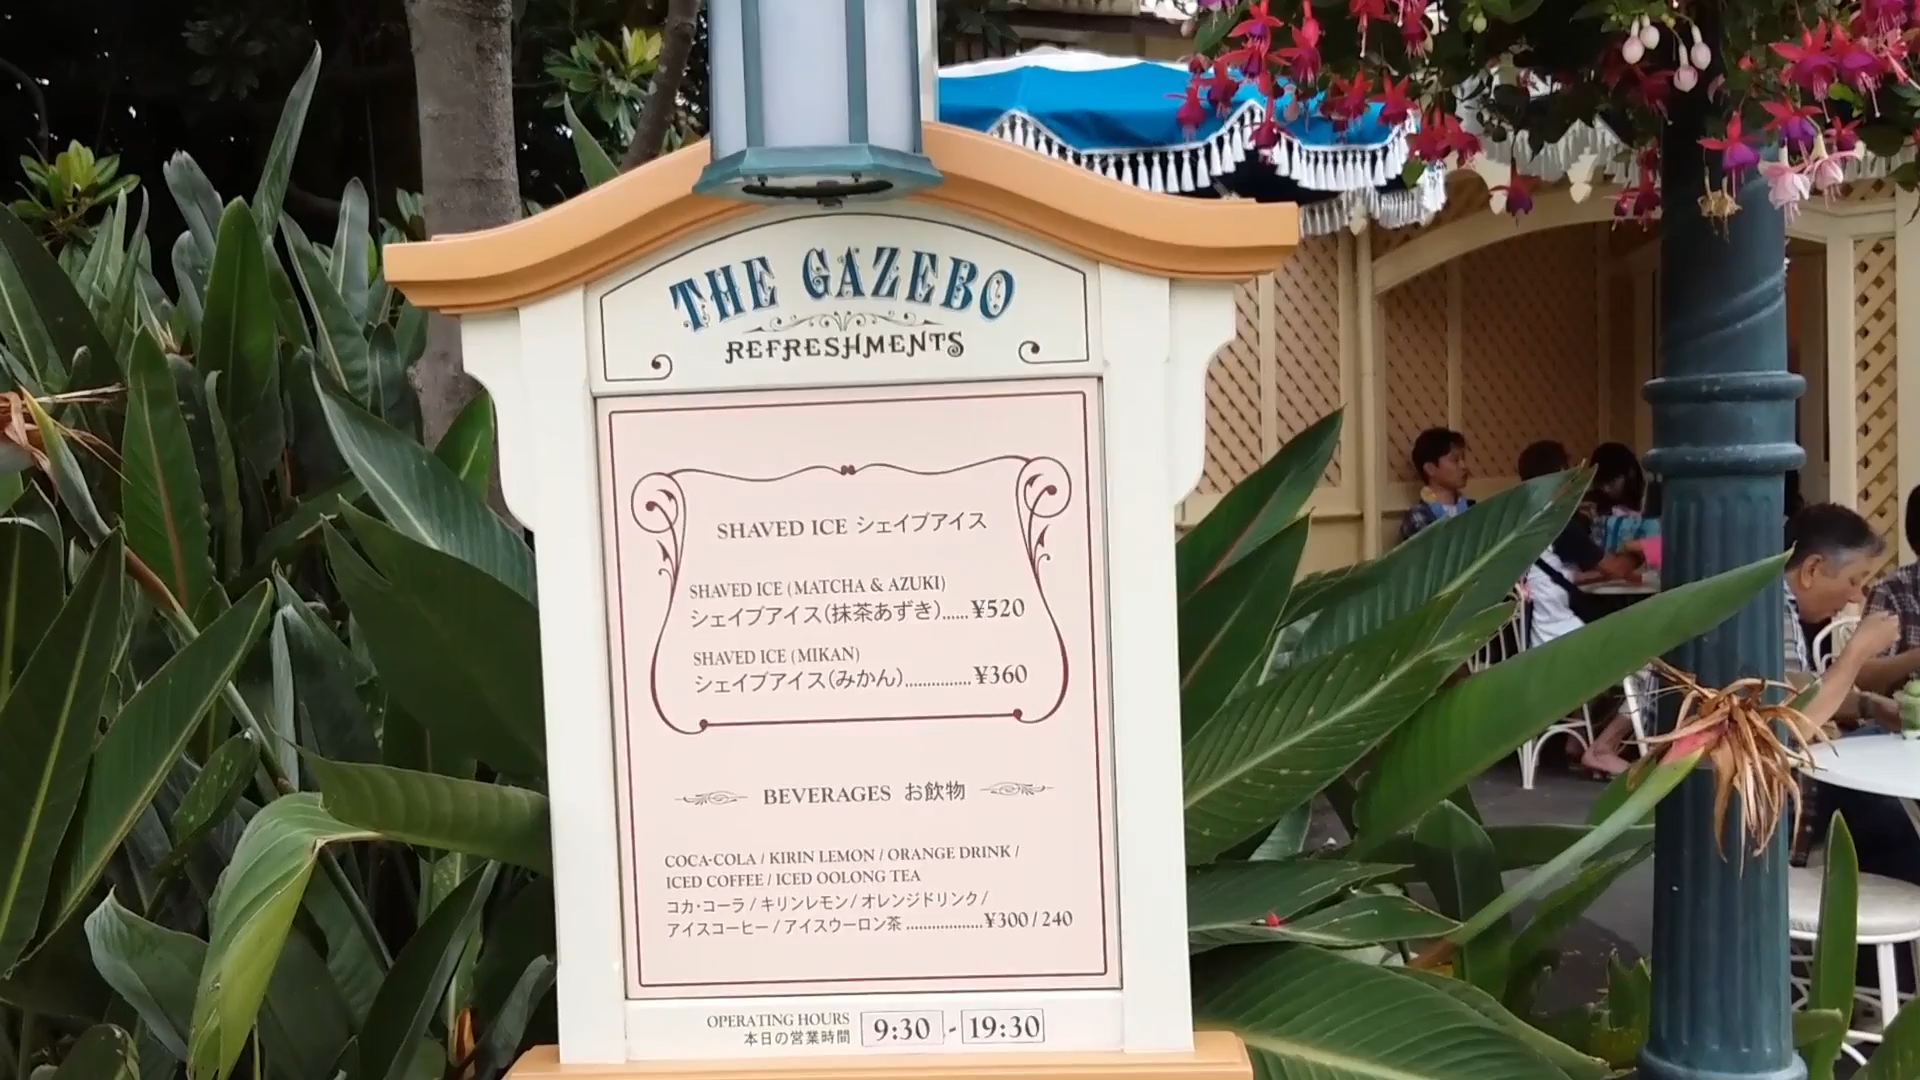 THE GAZEBO
REFRESHMENTS
SHAVED ICE シェイブアイス
SHAVED ICE (MATCHA & AZUKI)
シェイブアイス(抹茶あずき)......¥520
SHAVED ICE (MIKAN)
シェイブアイス(みかん)...............¥360
BEVERAGES お飲物
COCA-COLA / KIRIN LEMON / ORANGE DRINK /
ICED COFFEE / ICED OOLONG TEA
コカ・コーラ / キリンレモン / オレンジドリンク /
アイスコーヒー / アイスウーロン茶 ..................¥300 / 240
OPERATING HOURS
本日の営業時間
9:30 - 19:30